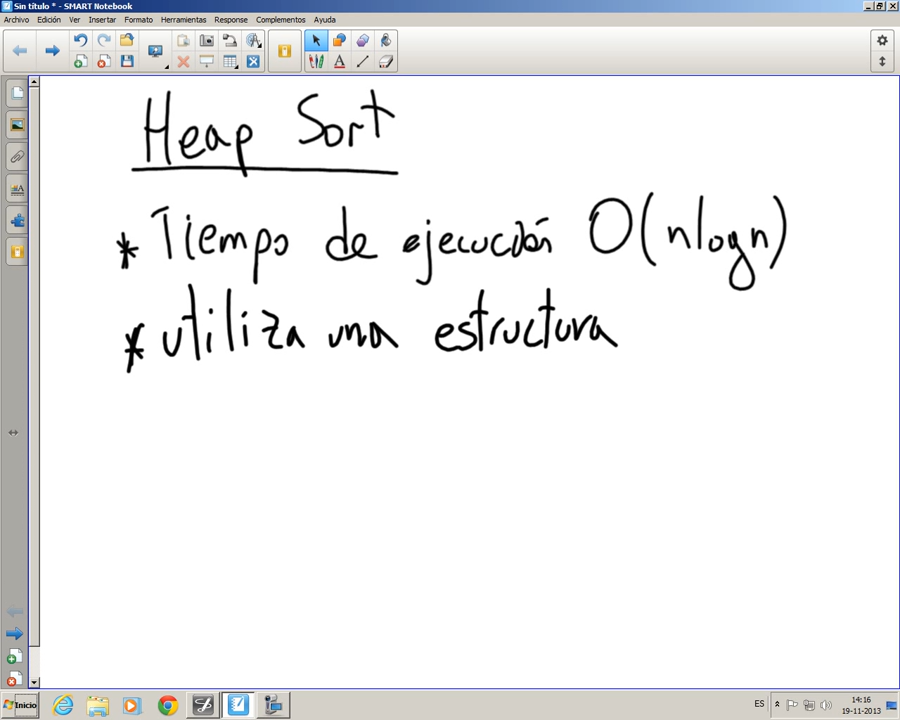 Sin título * - SMART Notebook
Archivo Edición Ver Insertar Formato Herramientas Response Complementos Ayuda
Heap Sort
* Tiempo de ejecución O(nlogn)
* utiliza una estructura
Inicio
ES
14:16
19-11-2013